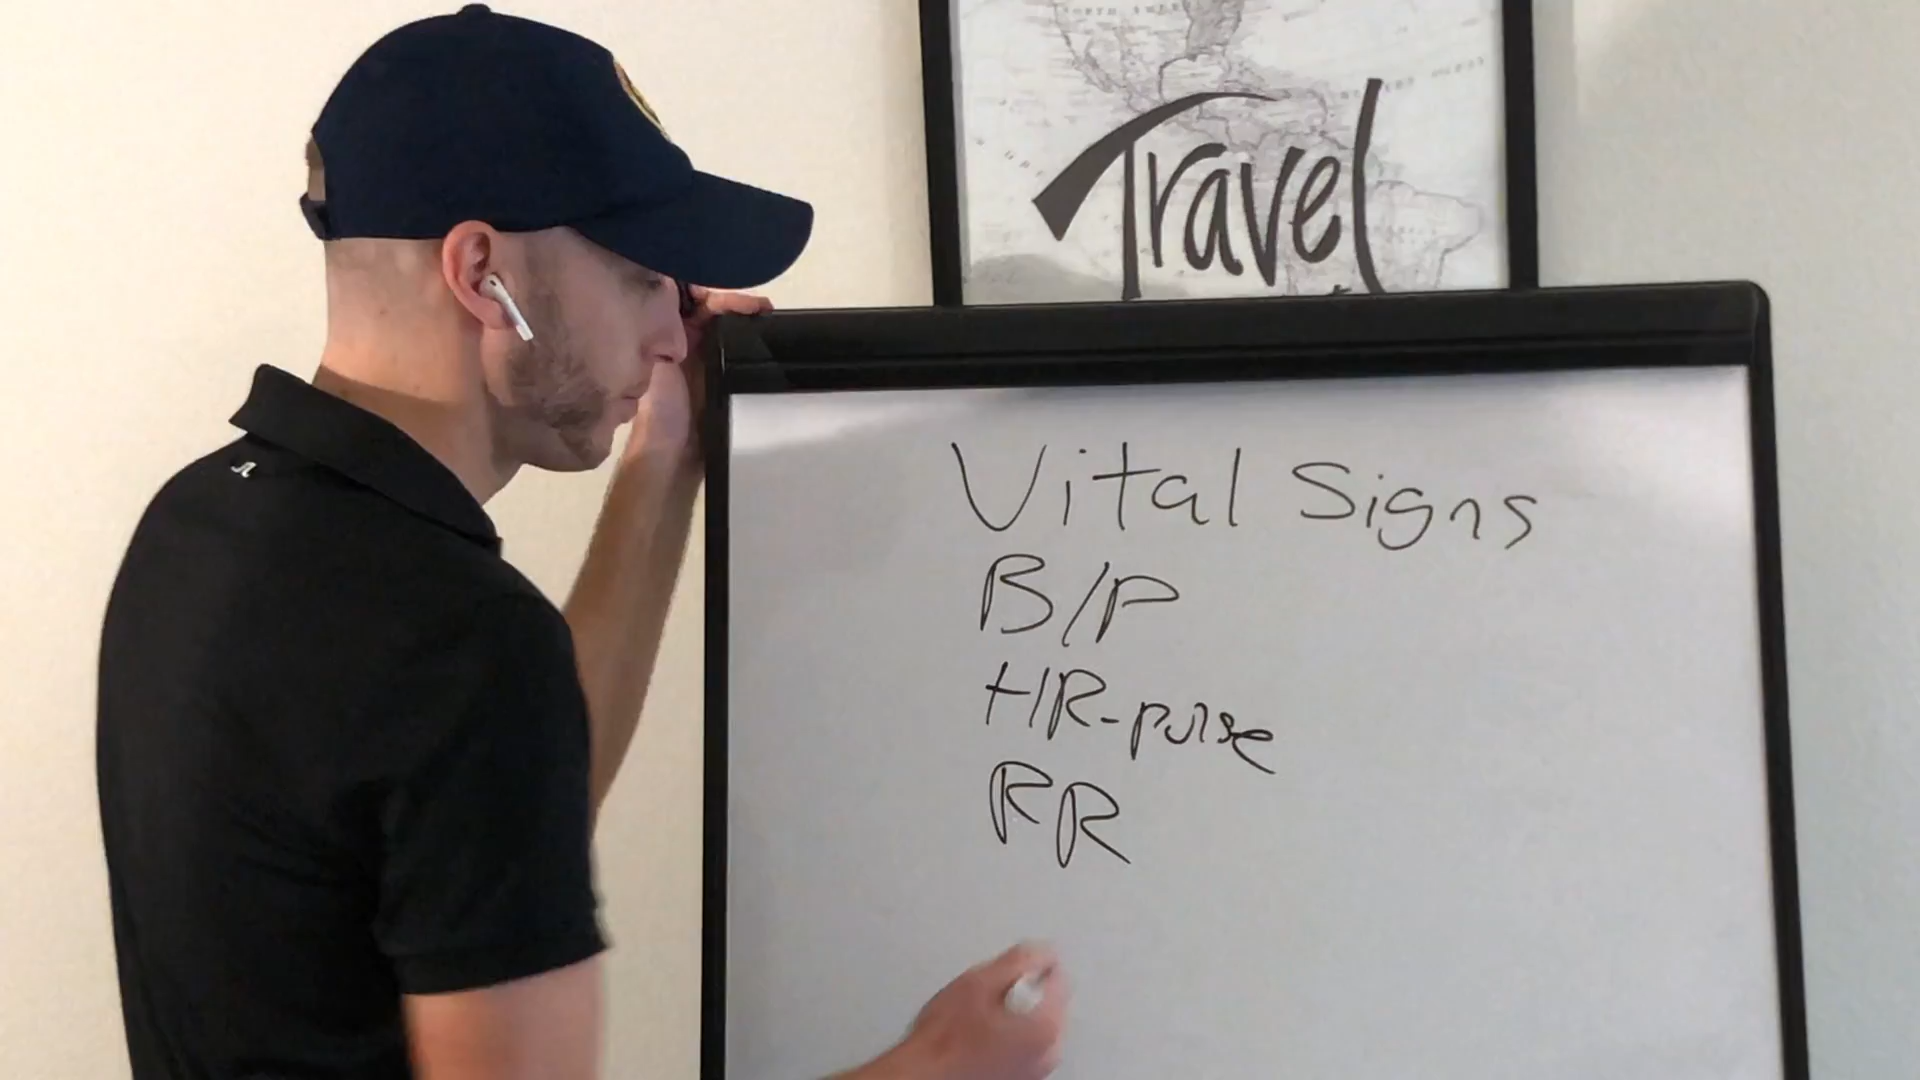 Travel
Vital Signs
B/P
HR-pulse
RR